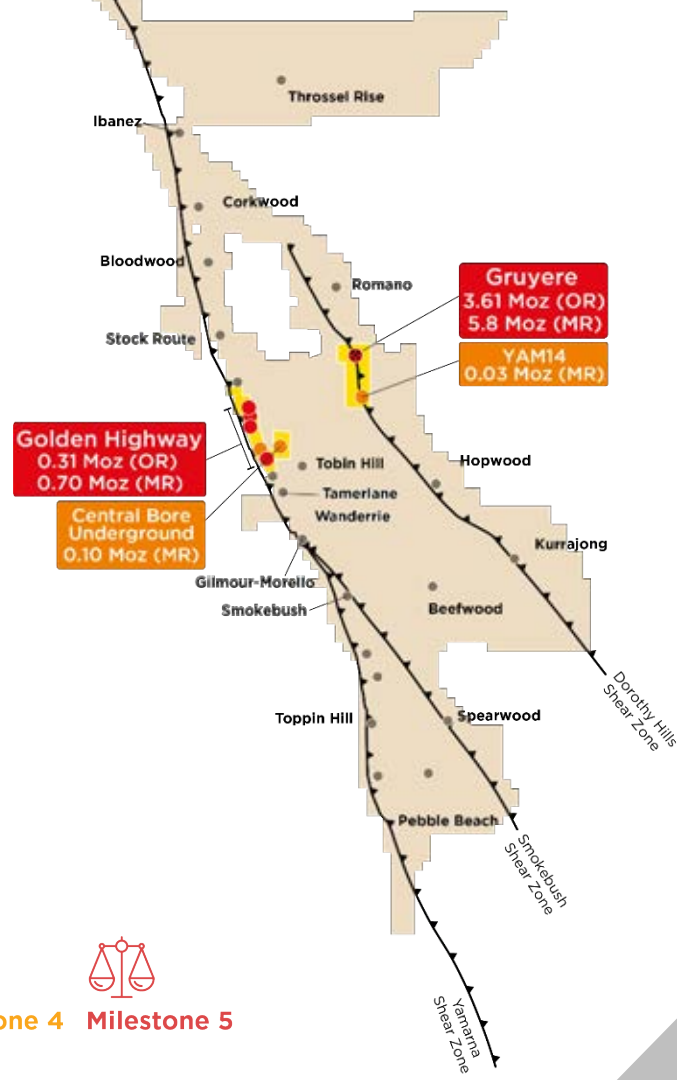 Throssel Rise
Ibanez
Corkwood
Bloodwood
Romano
Gruyere
3.61 Moz (OR)
5.8 Moz (MR)
Stock Route
YAM14
0.03 Moz (MR)
Golden Highway
0.31 Moz (OR)
0.70 Moz (MR)
Tobin Hill
Hopwood
Tamerlane
Central Bore
Underground
0.10 Moz (MR)
Wanderrie
Kurrajong
Gilmour-Morello
Smokebush
Beefwood
Dorothy Hills
Shear Zone
Toppin Hill
Spearwood
Pebble Beach
Smokebush
Shear Zone
Yamarna
Shear Zone
one 4
Milestone 5